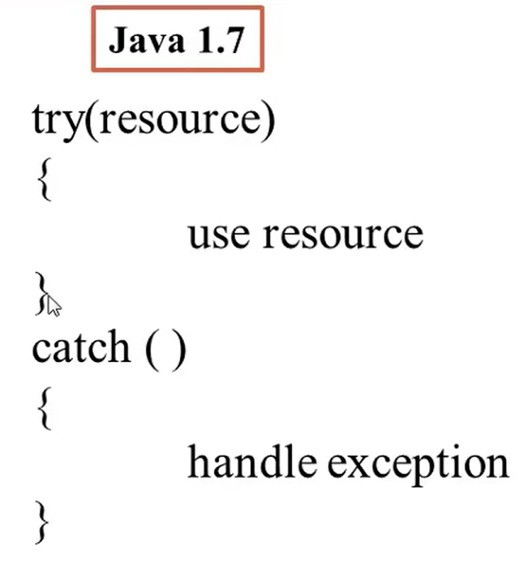 Java 1.7
try(resource)
{
use resource
}
catch ( )
{
handle exception
}